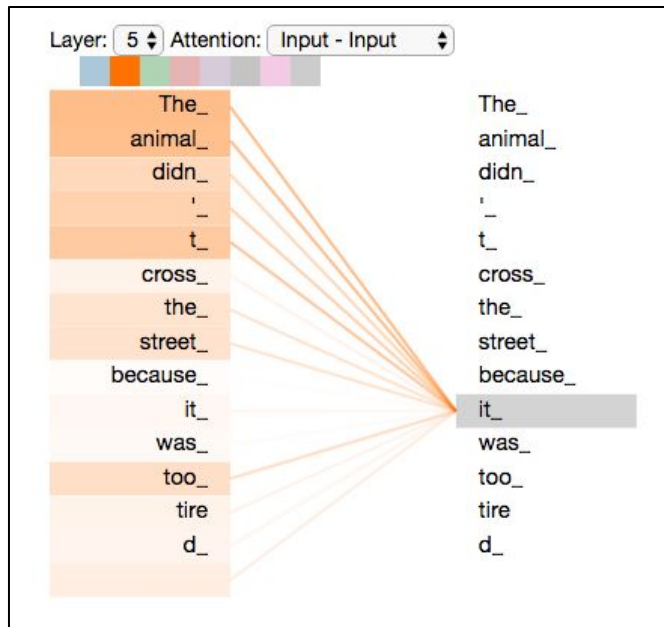 Layer: 5 Attention: Input - Input
The_ The_
animal_ animal_
didn_ didn_
'_ '_
t_ t_
cross_ cross_
the_ the_
street_ street_
because_ because_
it_ it_
was_ was_
too_ too_
tire tire
d_ d_